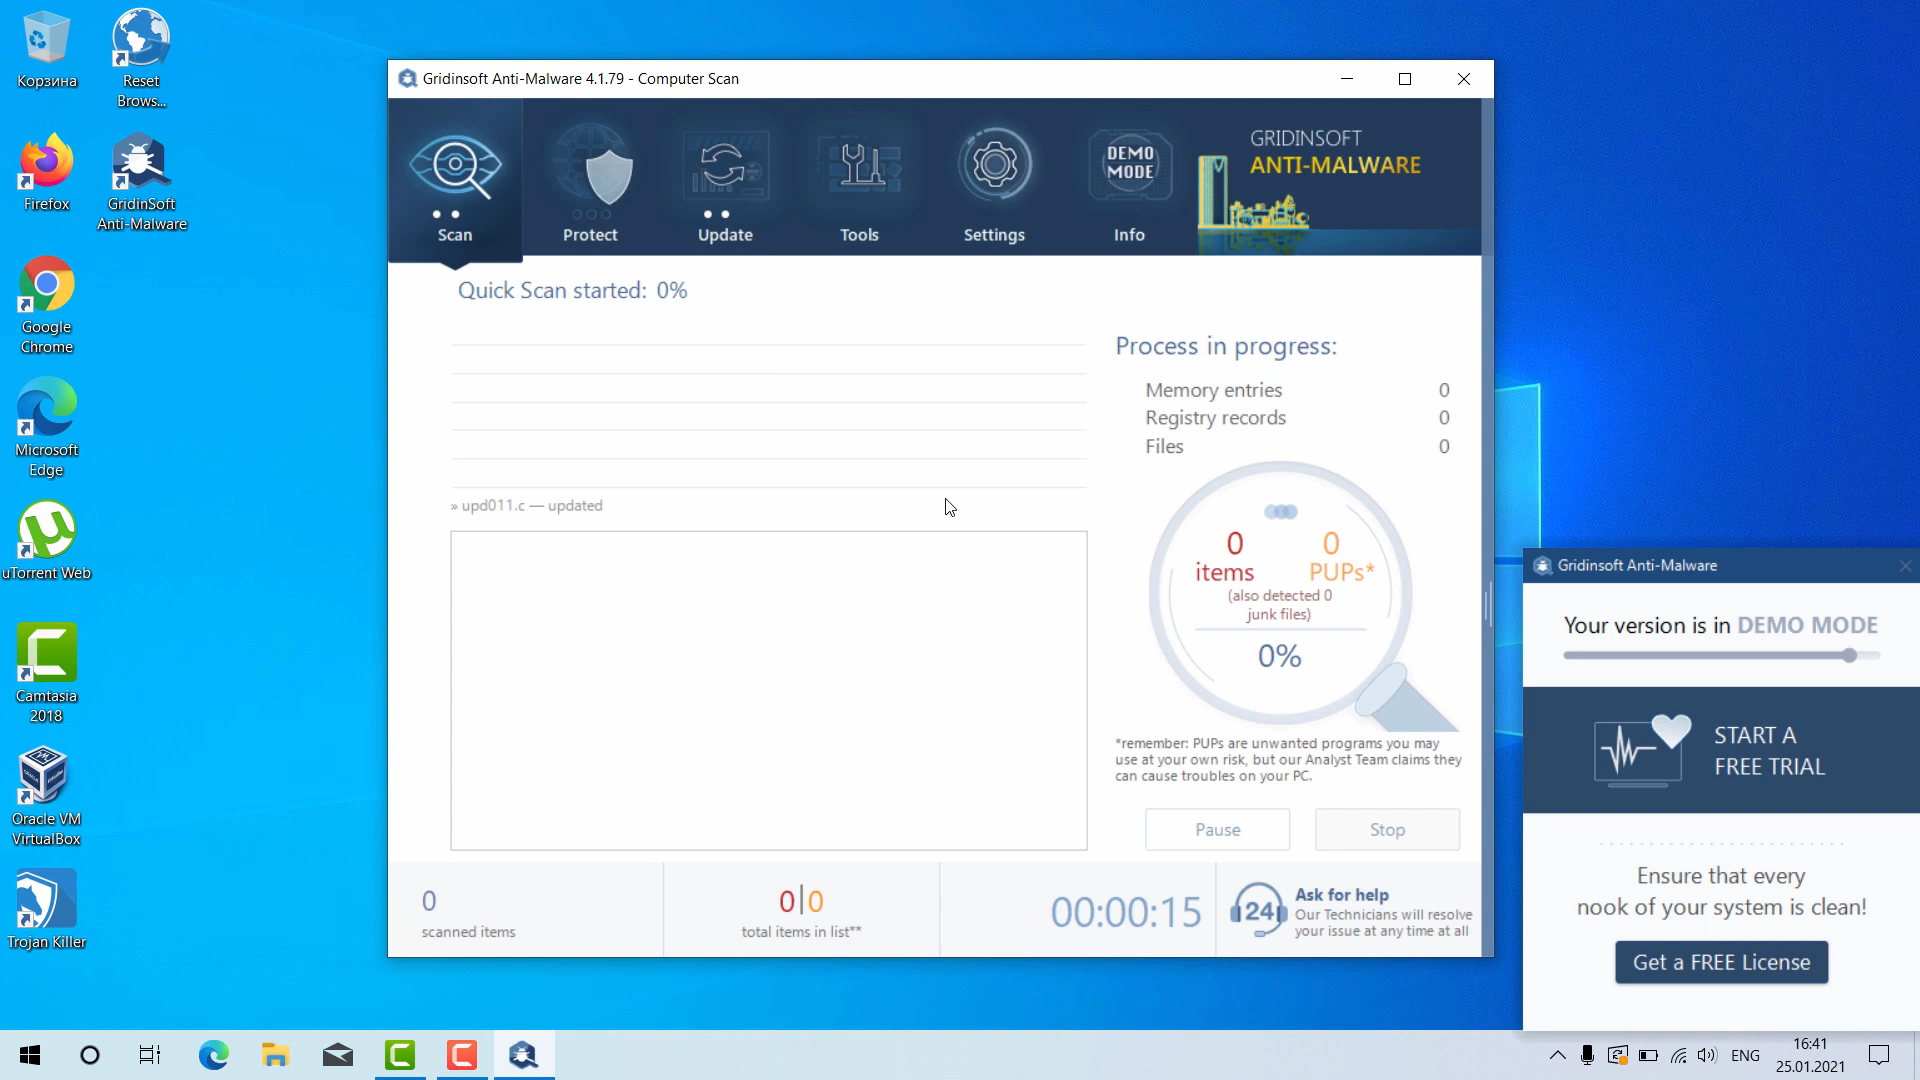 Корзина
Reset
Brows...
Firefox
GridinSoft
Anti-Malware
Google
Chrome
Microsoft
Edge
uTorrent Web
Camtasia
2018
Oracle VM
VirtualBox
Trojan Killer
Gridinsoft Anti-Malware 4.1.79 - Computer Scan
Scan
Protect
Update
Tools
Settings
DEMO
MODE
Info
GRIDINSOFT
ANTI-MALWARE
Quick Scan started: 0%
» upd011.c — updated
Process in progress:
Memory entries 0
Registry records 0
Files 0
0 items
0 PUPs*
(also detected 0
junk files)
0%
*remember: PUPs are unwanted programs you may
use at your own risk, but our Analyst Team claims they
can cause troubles on your PC.
Pause
Stop
0
scanned items
0|0
total items in list**
00:00:15
24
Ask for help
Our Technicians will resolve
your issue at any time at all
Gridinsoft Anti-Malware
Your version is in DEMO MODE
START A
FREE TRIAL
Ensure that every
nook of your system is clean!
Get a FREE License
ENG
16:41
25.01.2021